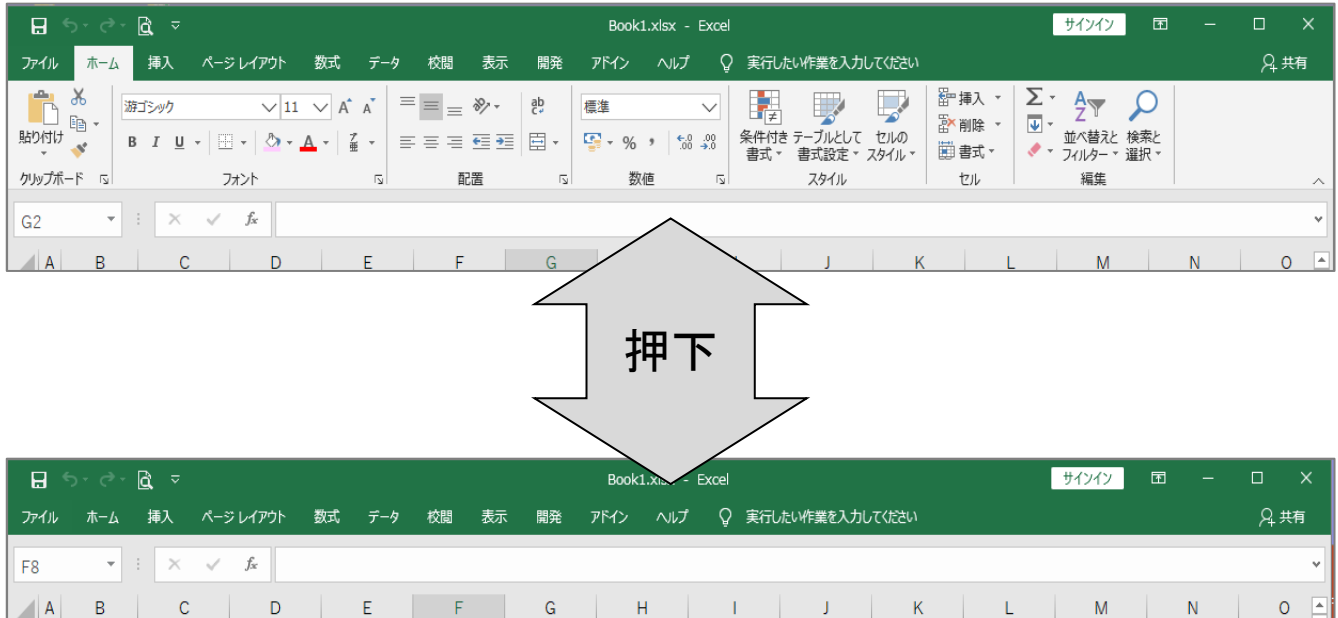 Book1.xlsx - Excel サインイン
ファイル ホーム 挿入 ページ レイアウト 数式 データ 校閲 表示 開発 アドイン ヘルプ 実行したい作業を入力してください 共有
游ゴシック 11 A A ab 標準 Σ 挿入
貼り付け B I U A 条件付き テーブルとして セルの 削除 並べ替えと 検索と
書式 書式設定 スタイル 書式 フィルター 選択
クリップボード フォント 配置 数値 スタイル セル 編集
G2 fx
A B C D E F G J K L M N O
押下
Book1.xlsx - Excel サインイン
ファイル ホーム 挿入 ページ レイアウト 数式 データ 校閲 表示 開発 アドイン ヘルプ 実行したい作業を入力してください 共有
F8 fx
A B C D E F G H I J K L M N O